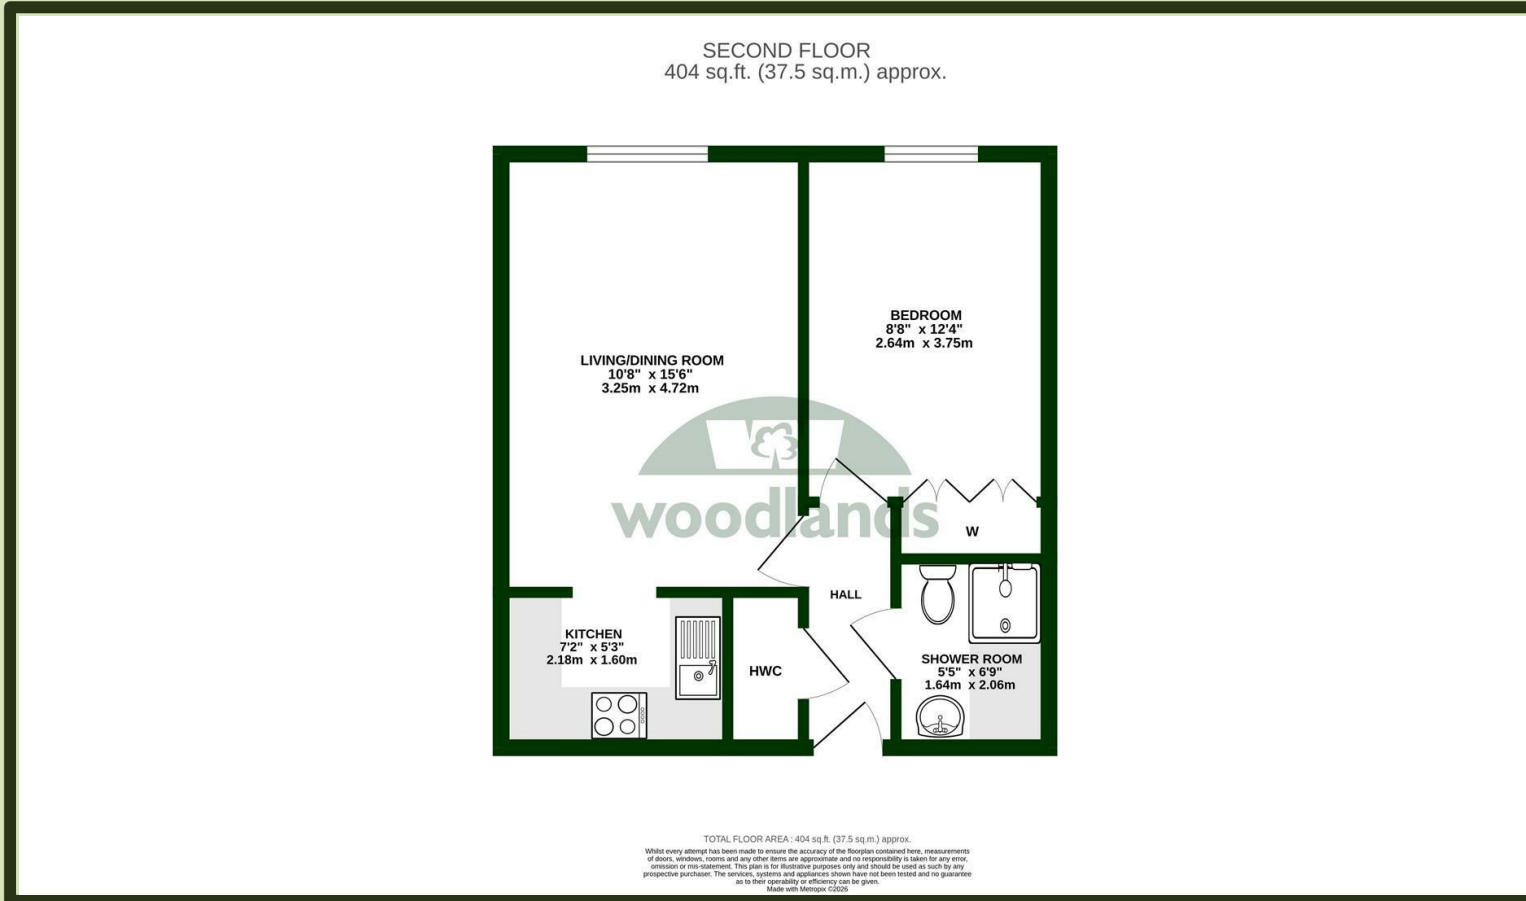 SECOND FLOOR
404 sq.ft. (37.5 sq.m.) approx.
BEDROOM
8'8" x 12'4"
2.64m x 3.75m
LIVING/DINING ROOM
10'8" x 15'6"
3.25m x 4.72m
woodlands
W
HALL
KITCHEN
7'2" x 5'3"
2.18m x 1.60m
HWC
SHOWER ROOM
5'5" x 6'9"
1.64m x 2.06m
TOTAL FLOOR AREA : 404 sq.ft. (37.5 sq.m.) approx.
Whilst every attempt has been made to ensure the accuracy of the floorplan contained here, measurements
of doors, windows, rooms and any other items are approximate and no responsibility is taken for any error,
omission or mis-statement. This plan is for illustrative purposes only and should be used as such by any
prospective purchaser. The services, systems and appliances shown have not been tested and no guarantee
as to their operability or efficiency can be given.
Made with Metropix ©2026